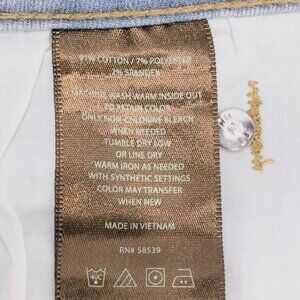 91% COTTON / 7% POLYESTER
2% SPANDEX
MACHINE WASH WARM INSIDE OUT
TO RETAIN COLOR
ONLY NON-CHLORINE BLEACH
WHEN NEEDED
TUMBLE DRY LOW
OR LINE DRY
WARM IRON AS NEEDED
WITH SYNTHETIC SETTINGS
COLOR MAY TRANSFER
WHEN NEW
MADE IN VIETNAM
RN# 58539